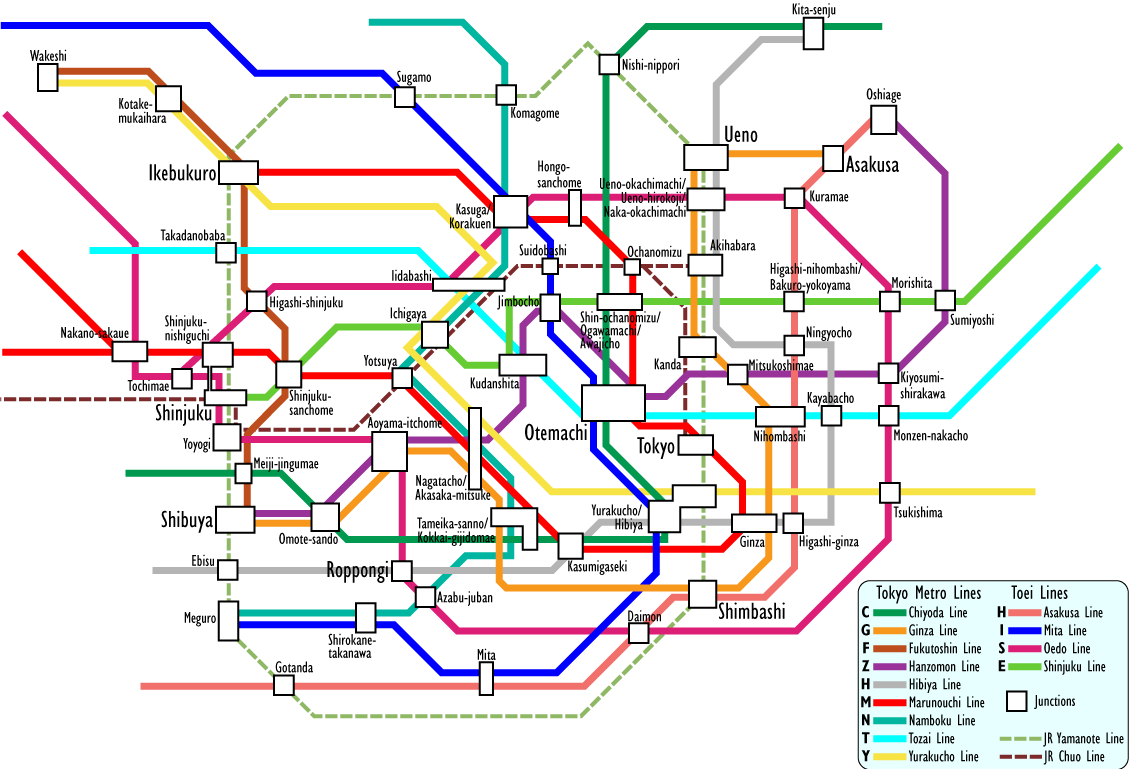 Kita-senju
Wakeshi
Sugamo
Nishi-nippori
Kotake-
mukaihara
Komagome
Oshiage
Ueno
Ikebukuro
Hongo-
sanchome
Asakusa
Ueno-okachimachi/
Ueno-hirokoji/
Naka-okachimachi
Kuramae
Kasuga/
Korakuen
Takadanobaba
Suidobashi
Ochanomizu
Akihabara
Iidabashi
Higashi-nihombashi/
Bakuro-yokoyama
Morishita
Higashi-shinjuku
Jimbocho
Sumiyoshi
Ichigaya
Shin-ochanomizu/
Ogawamachi/
Awajicho
Shinjuku-
nishiguchi
Nakano-sakaue
Ningyocho
Yotsuya
Kanda
Mitsukoshimae
Kudanshita
Tochimae
Kiyosumi-
shirakawa
Shinjuku
Shinjuku-
sanchome
Kayabacho
Aoyama-itchome
Otemachi
Nihombashi
Monzen-nakacho
Yoyogi
Tokyo
Meiji-jingumae
Nagatacho/
Akasaka-mitsuke
Yurakucho/
Hibiya
Tsukishima
Shibuya
Omote-sando
Tameika-sanno/
Kokkai-gijidomae
Ginza
Higashi-ginza
Ebisu
Roppongi
Kasumigaseki
Azabu-juban
Shimbashi
Meguro
Shirokane-
takanawa
Daimon
Mita
Gotanda
Tokyo Metro Lines
C Chiyoda Line
G Ginza Line
F Fukutoshin Line
Z Hanzomon Line
H Hibiya Line
M Marunouchi Line
N Namboku Line
T Tozai Line
Y Yurakucho Line
Toei Lines
H Asakusa Line
I Mita Line
S Oedo Line
E Shinjuku Line
Junctions
JR Yamanote Line
JR Chuo Line